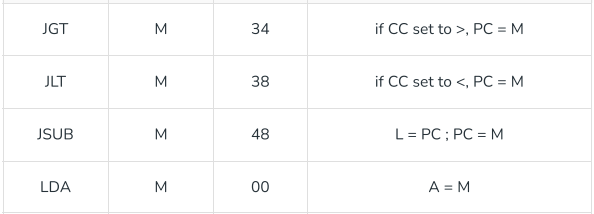 JGT M 34 if CC set to >, PC = M
JLT M 38 if CC set to <, PC = M
JSUB M 48 L = PC ; PC = M
LDA M 00 A = M